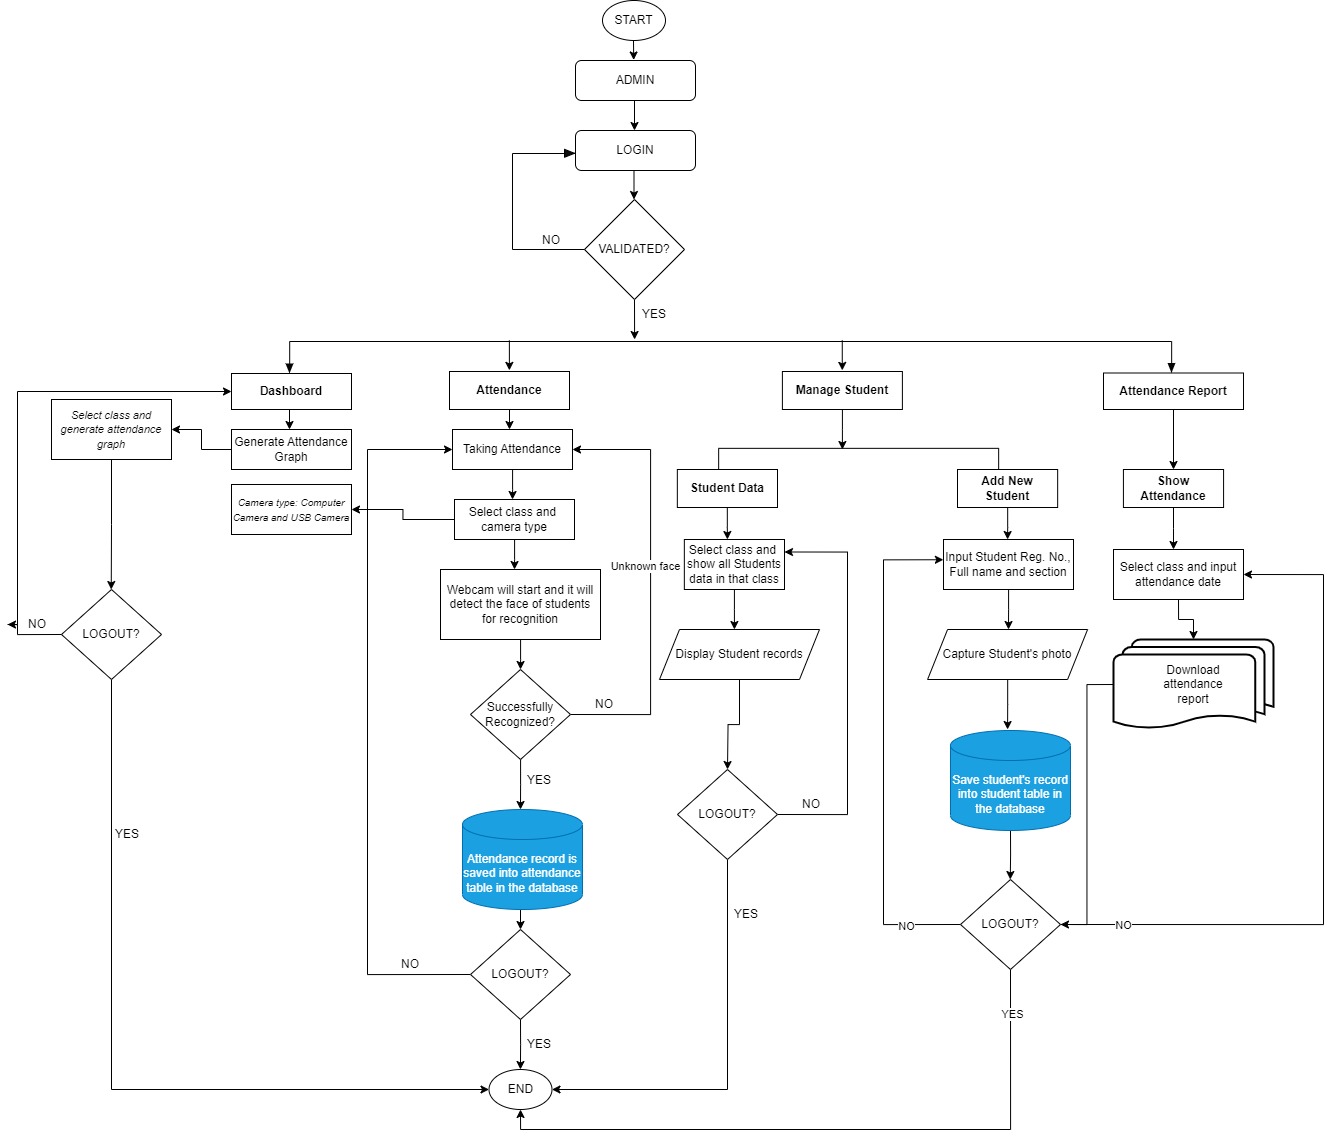 START
ADMIN
LOGIN
NO
VALIDATED?
YES
Dashboard
Attendance
Manage Student
Attendance Report
Select class and
generate attendance
graph
Generate Attendance
Graph
Taking Attendance
Student Data
Add New
Student
Show
Attendance
Camera type: Computer
Camera and USB Camera
Select class and
camera type
Unknown face
Select class and
show all Students
data in that class
Input Student Reg. No.,
Full name and section
Select class and input
attendance date
Webcam will start and it will
detect the face of students
for recognition
NO
LOGOUT?
Display Student records
Capture Student's photo
Download
attendance
report
Successfully
Recognized?
NO
YES
Save student's record
into student table in
the database
LOGOUT?
NO
YES
Attendance record is
saved into attendance
table in the database
YES
NO
LOGOUT?
NO
NO
LOGOUT?
YES
YES
END